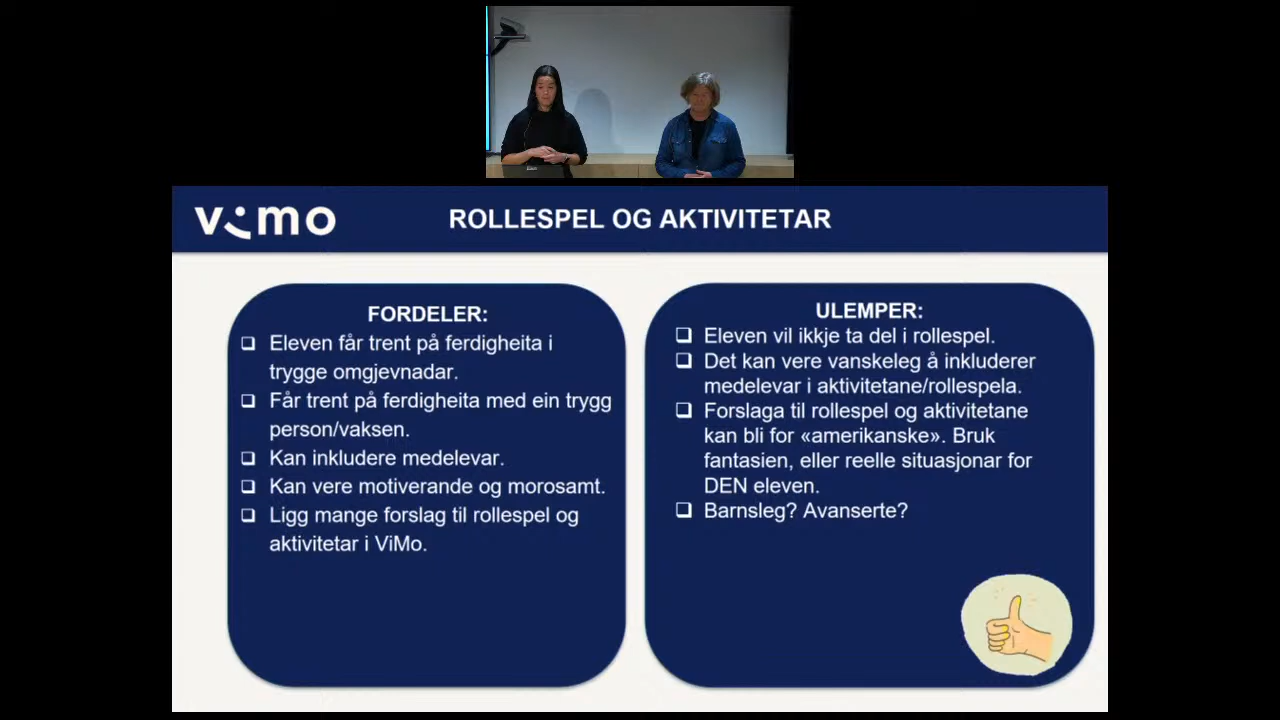 vimo
ROLLESPEL OG AKTIVITETAR
FORDELER:
Eleven får trent på ferdigheita i
trygge omgjevnadar.
Får trent på ferdigheita med ein trygg
person/vaksen.
Kan inkludere medelevar.
Kan vere motiverande og morosamt.
Ligg mange forslag til rollespel og
aktivitetar i ViMo.
ULEMPER:
Eleven vil ikkje ta del i rollespel.
Det kan vere vanskeleg å inkluderer
medelevar i aktivitetane/rollespela.
Forslaga til rollespel og aktivitetane
kan bli for «amerikanske». Bruk
fantasien, eller reelle situasjonar for
DEN eleven.
Barnsleg? Avanserte?